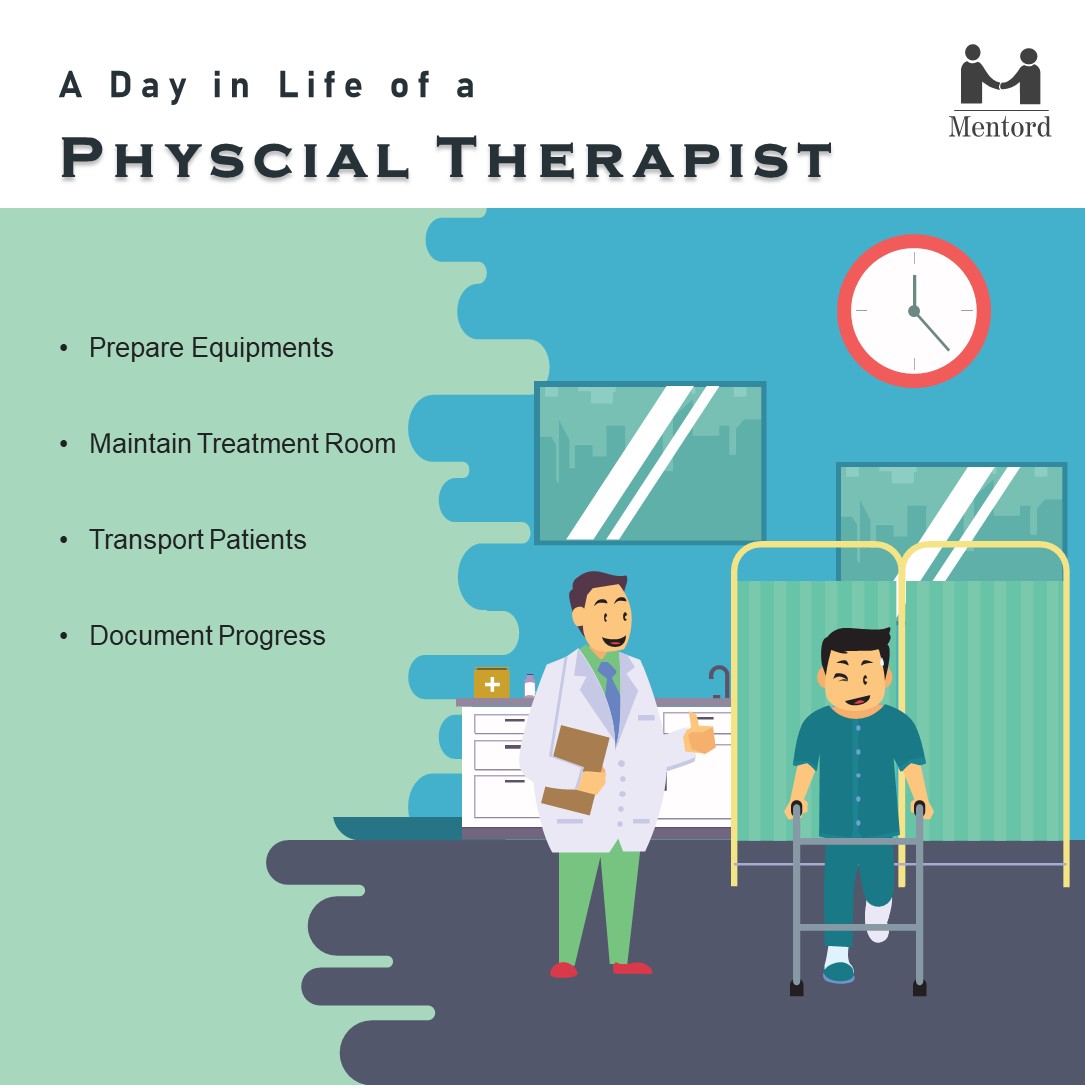 A Day in Life of a
PHYSCIAL THERAPIST
Mentord
• Prepare Equipments
• Maintain Treatment Room
• Transport Patients
• Document Progress